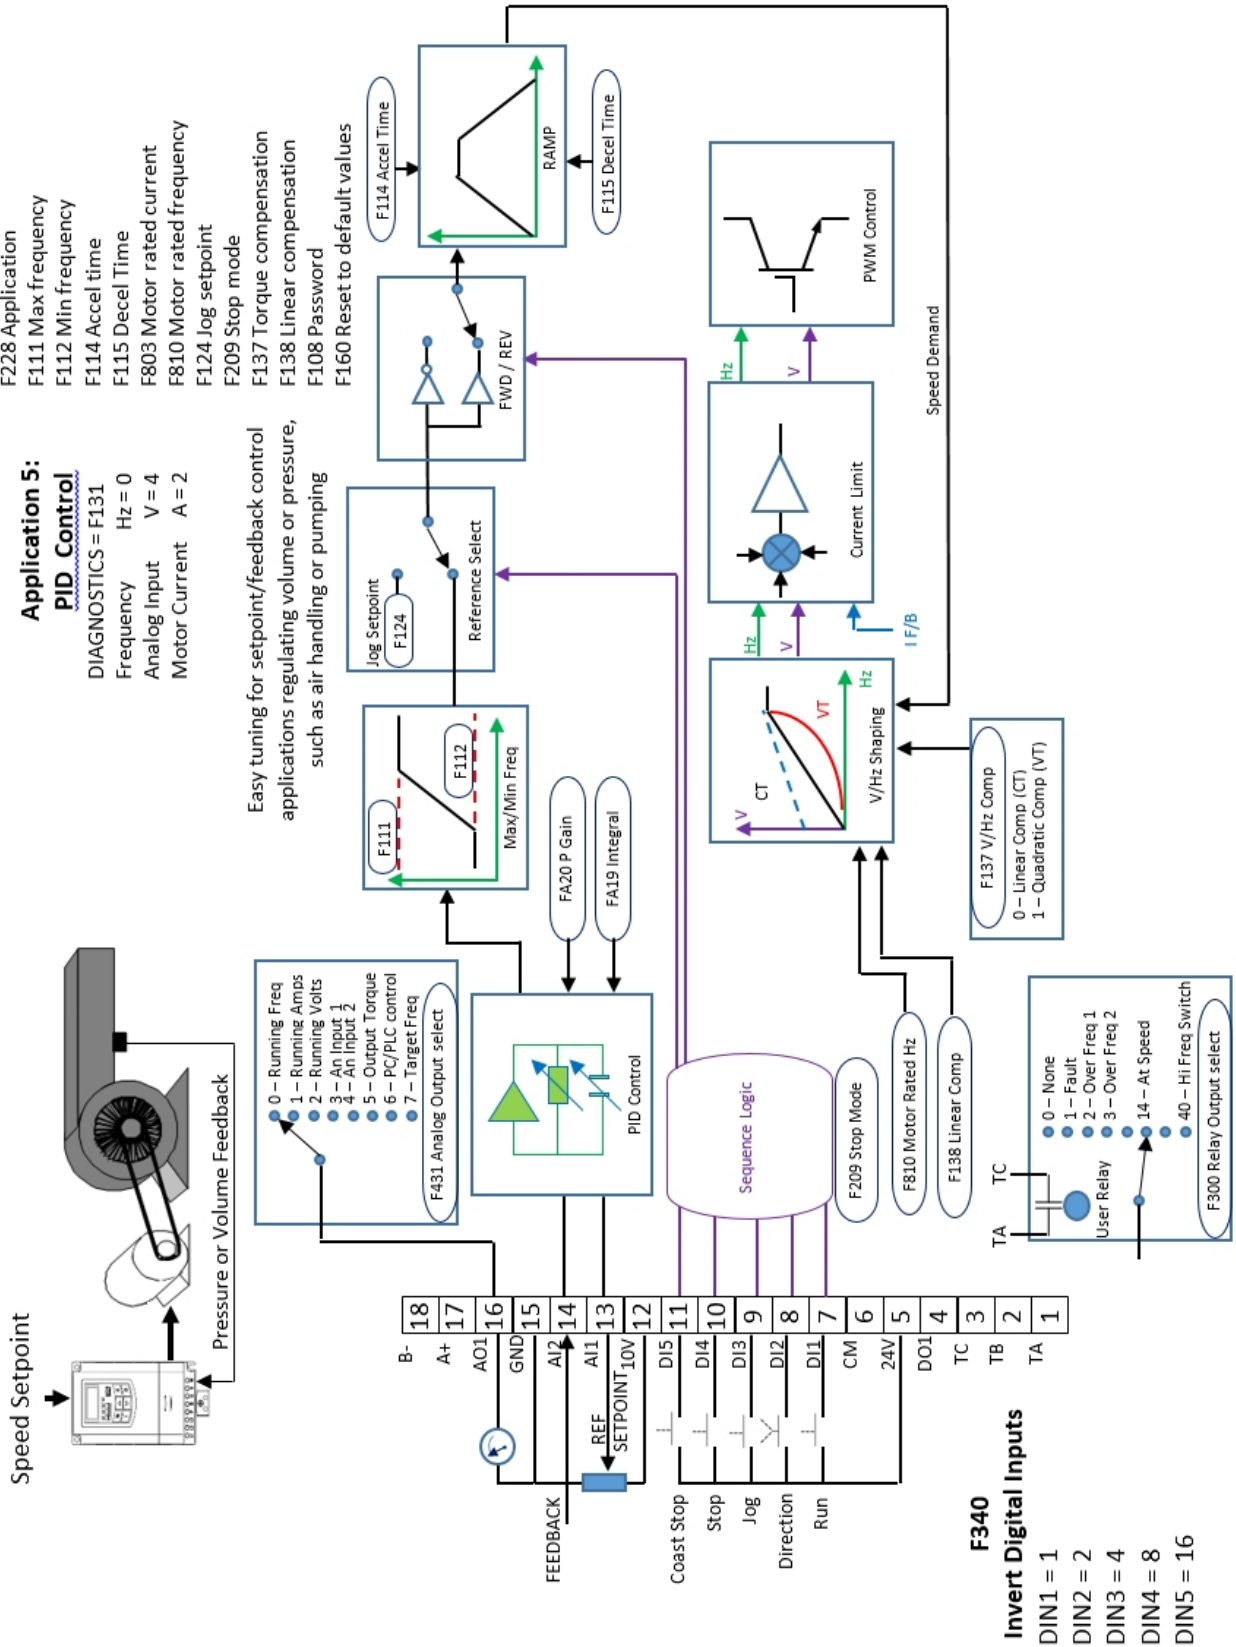 Speed Setpoint
Pressure or Volume Feedback
Application 5:
PID Control
DIAGNOSTICS = F131
Frequency Hz = 0
Analog Input V = 4
Motor Current A = 2
F228 Application
F111 Max frequency
F112 Min frequency
F114 Accel time
F115 Decel Time
F803 Motor rated current
F810 Motor rated frequency
F124 Jog setpoint
F209 Stop mode
F137 Torque compensation
F138 Linear compensation
F108 Password
F160 Reset to default values
Easy tuning for setpoint/feedback control
applications regulating volume or pressure,
such as air handling or pumping
0 – Running Freq
1 – Running Amps
2 – Running Volts
3 – An Input 1
4 – An Input 2
5 – Output Torque
6 – PC/PLC control
7 – Target Freq
F431 Analog Output select
F111
F112
Max/Min Freq
Jog Setpoint
F124
Reference Select
FWD / REV
F114 Accel Time
RAMP
F115 Decel Time
FA20 P Gain
FA19 Integral
PID Control
B-
A+
AO1
GND
AI2
AI1
10V
DI5
DI4
DI3
DI2
DI1
CM
24V
DO1
TC
TB
TA
18
17
16
15
14
13
12
11
10
9
8
7
6
5
4
3
2
1
FEEDBACK
REF
SETPOINT
Coast Stop
Stop
Jog
Direction
Run
Sequence Logic
F209 Stop Mode
F810 Motor Rated Hz
F138 Linear Comp
V
CT
VT
Hz
V/Hz Shaping
Hz
V
I F/B
Current Limit
Hz
V
PWM Control
Speed Demand
F137 V/Hz Comp
0 – Linear Comp (CT)
1 – Quadratic Comp (VT)
F340
Invert Digital Inputs
DIN1 = 1
DIN2 = 2
DIN3 = 4
DIN4 = 8
DIN5 = 16
TA
TC
User Relay
0 – None
1 – Fault
2 – Over Freq 1
3 – Over Freq 2
14 – At Speed
40 – Hi Freq Switch
F300 Relay Output select